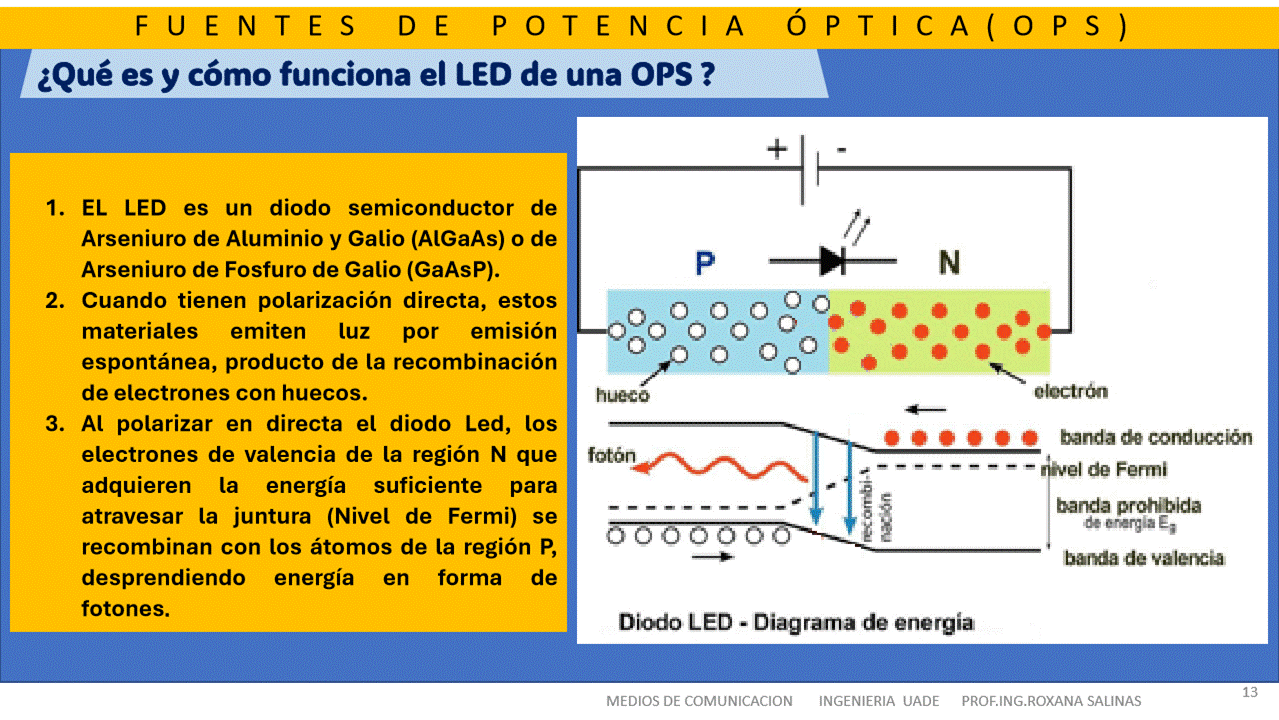 FUENTES DE POTENCIA ÓPTICA(OPS)
¿Qué es y cómo funciona el LED de una OPS ?
1. EL LED es un diodo semiconductor de
Arseniuro de Aluminio y Galio (AlGaAs) o de
Arseniuro de Fosfuro de Galio (GaAsP).
2. Cuando tienen polarización directa, estos
materiales emiten luz por emisión
espontánea, producto de la recombinación
de electrones con huecos.
3. Al polarizar en directa el diodo Led, los
electrones de valencia de la región N que
adquieren la energía suficiente para
atravesar la juntura (Nivel de Fermi) se
recombinan con los átomos de la región P,
desprendiendo energía en forma de
fotones.
+ -
P N
hueco
electrón
banda de conducción
fotón
nivel de Fermi
recombi-
nación
banda prohibida
de energía Eg
banda de valencia
Diodo LED - Diagrama de energía
MEDIOS DE COMUNICACION INGENIERIA UADE PROF.ING.ROXANA SALINAS
13